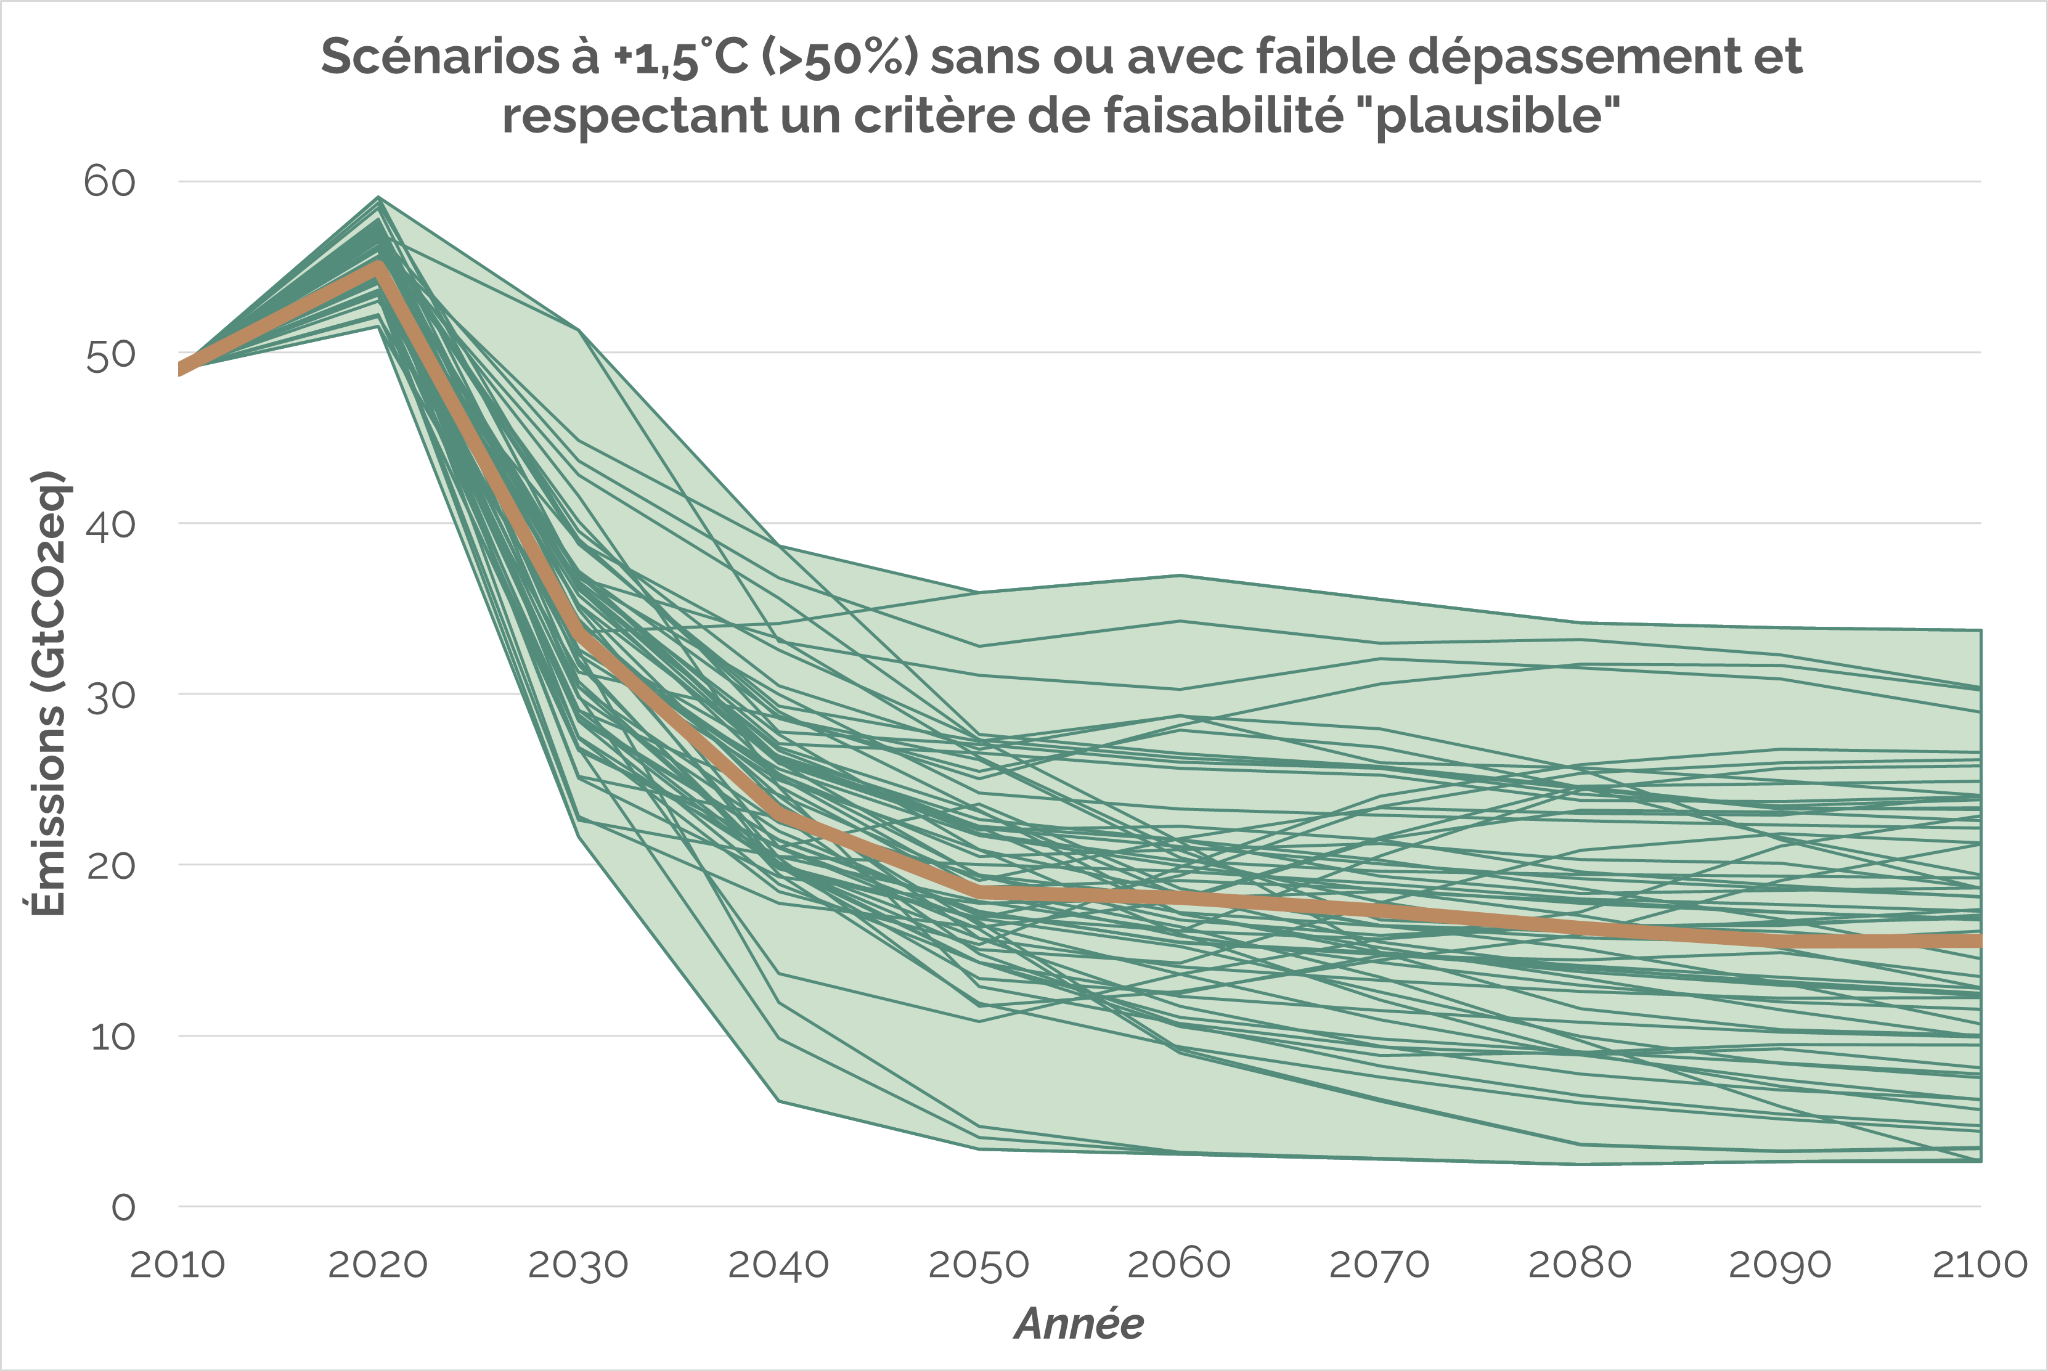 Scénarios à +1,5°C (>50%) sans ou avec faible dépassement et
respectant un critère de faisabilité "plausible"
Émissions (GtCO2eq)
60
50
40
30
20
10
0
2010 2020 2030 2040 2050 2060 2070 2080 2090 2100
Année